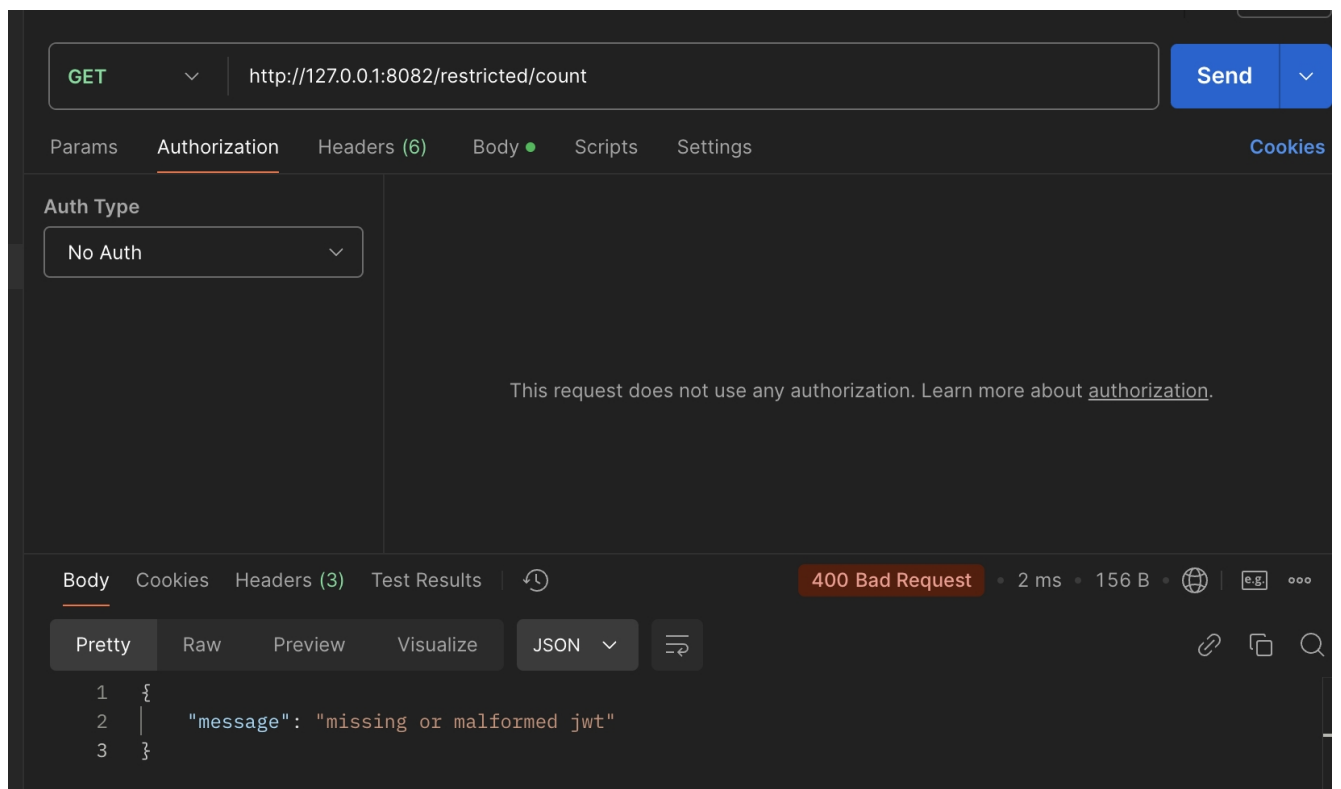 GET http://127.0.0.1:8082/restricted/count Send
Params Authorization Headers (6) Body Scripts Settings Cookies
Auth Type
No Auth
This request does not use any authorization. Learn more about authorization.
Body Cookies Headers (3) Test Results 400 Bad Request 2 ms 156 B e.g.
Pretty Raw Preview Visualize JSON
1 {
2 "message": "missing or malformed jwt"
3 }